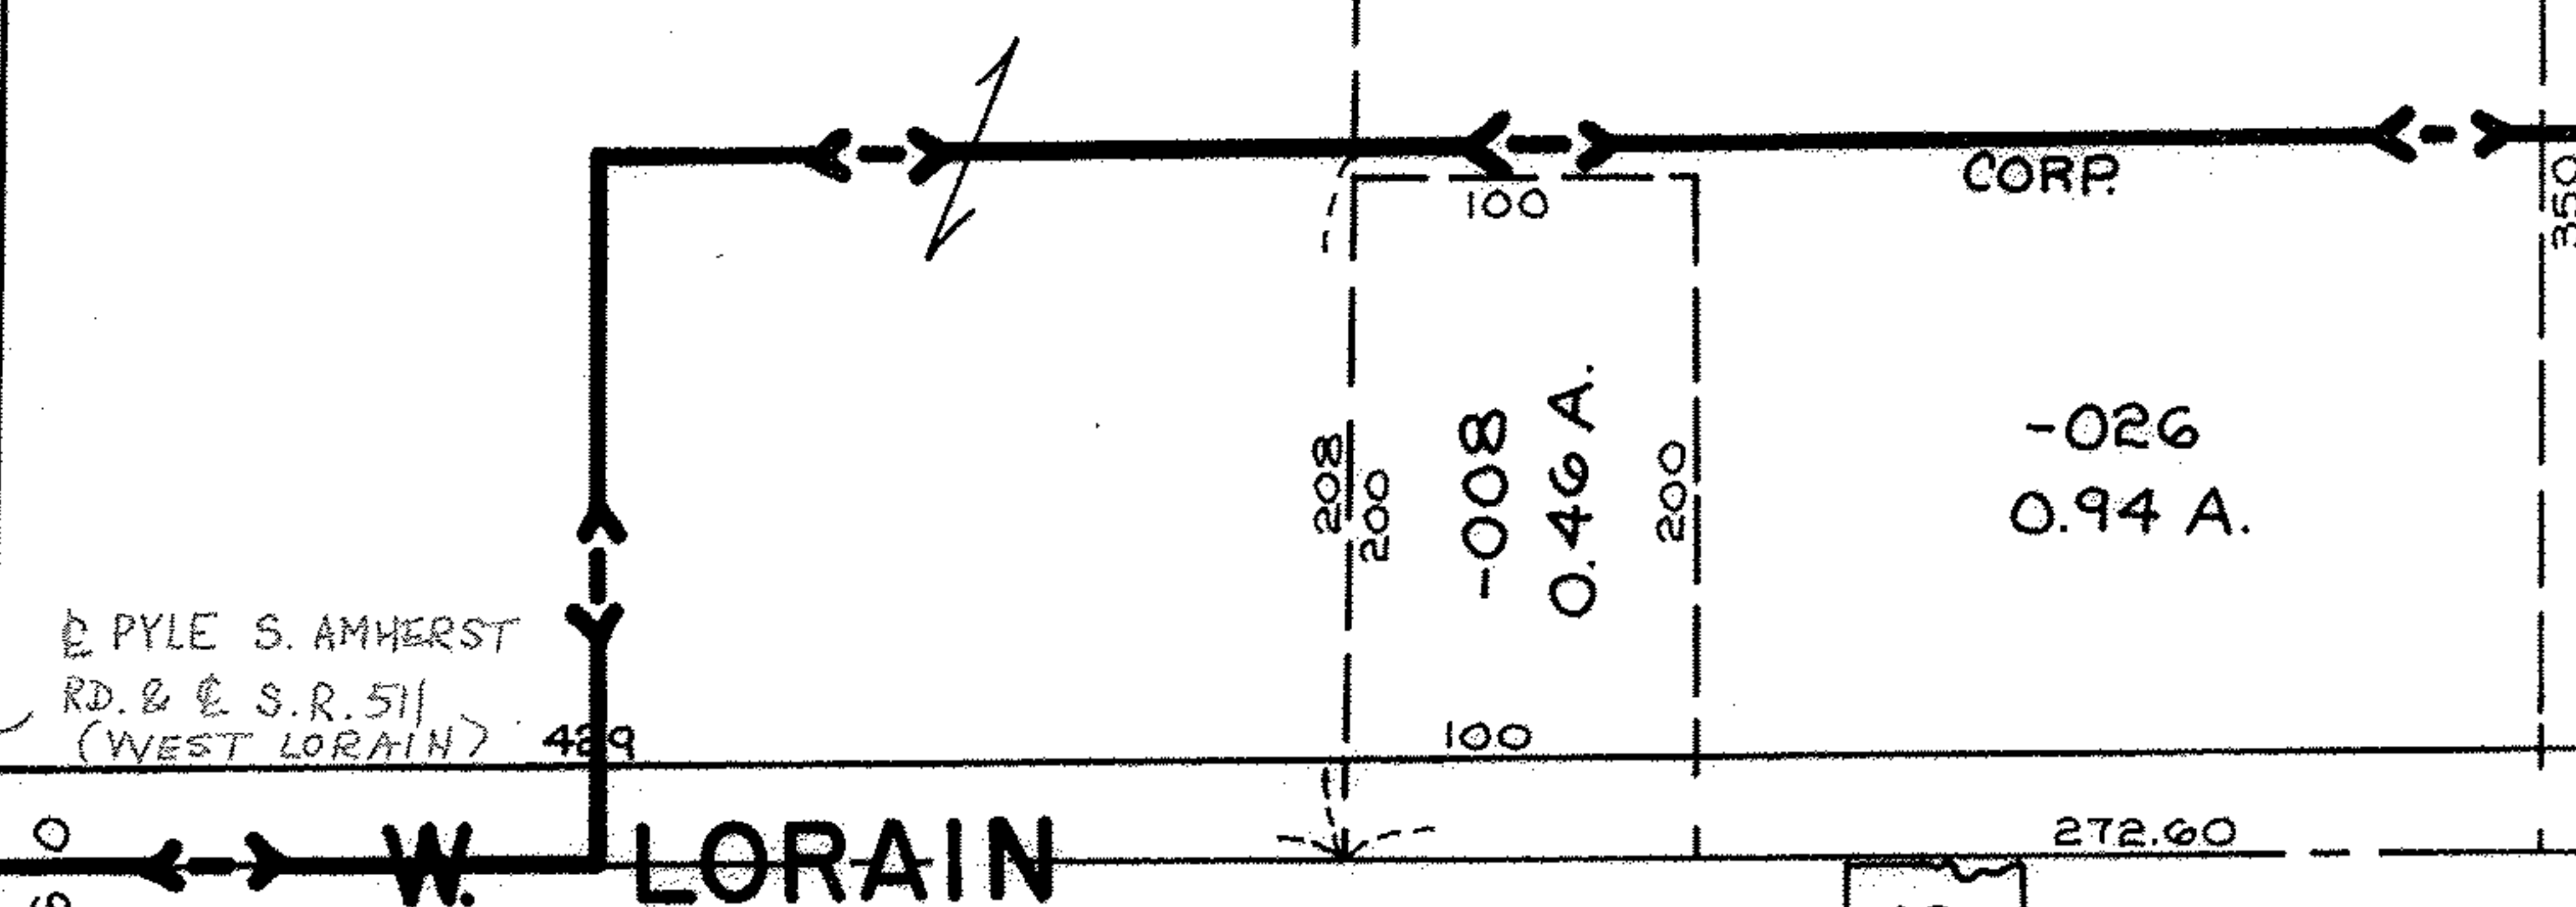 CORP.
350
100
208
200
-008
0.46 A.
200
-026
0.94 A.
℄ PYLE S. AMHERST
RD. & ℄ S.R. 511
(WEST LORAIN)
429
100
272.60
W. LORAIN